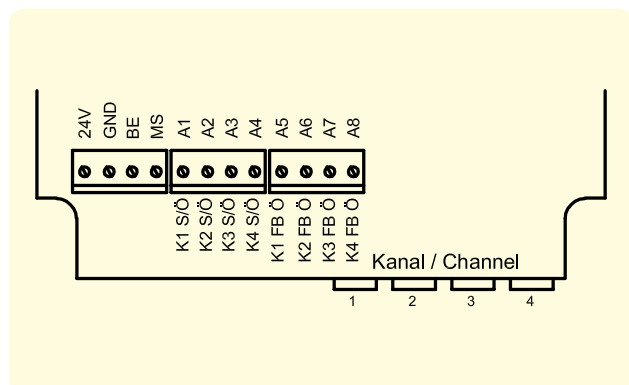 24V
GND
BE
MS
A1
A2
A3
A4
A5
A6
A7
A8
K1 S/Ö
K2 S/Ö
K3 S/Ö
K4 S/Ö
K1 FB Ö
K2 FB Ö
K3 FB Ö
K4 FB Ö
Kanal / Channel
1 2 3 4